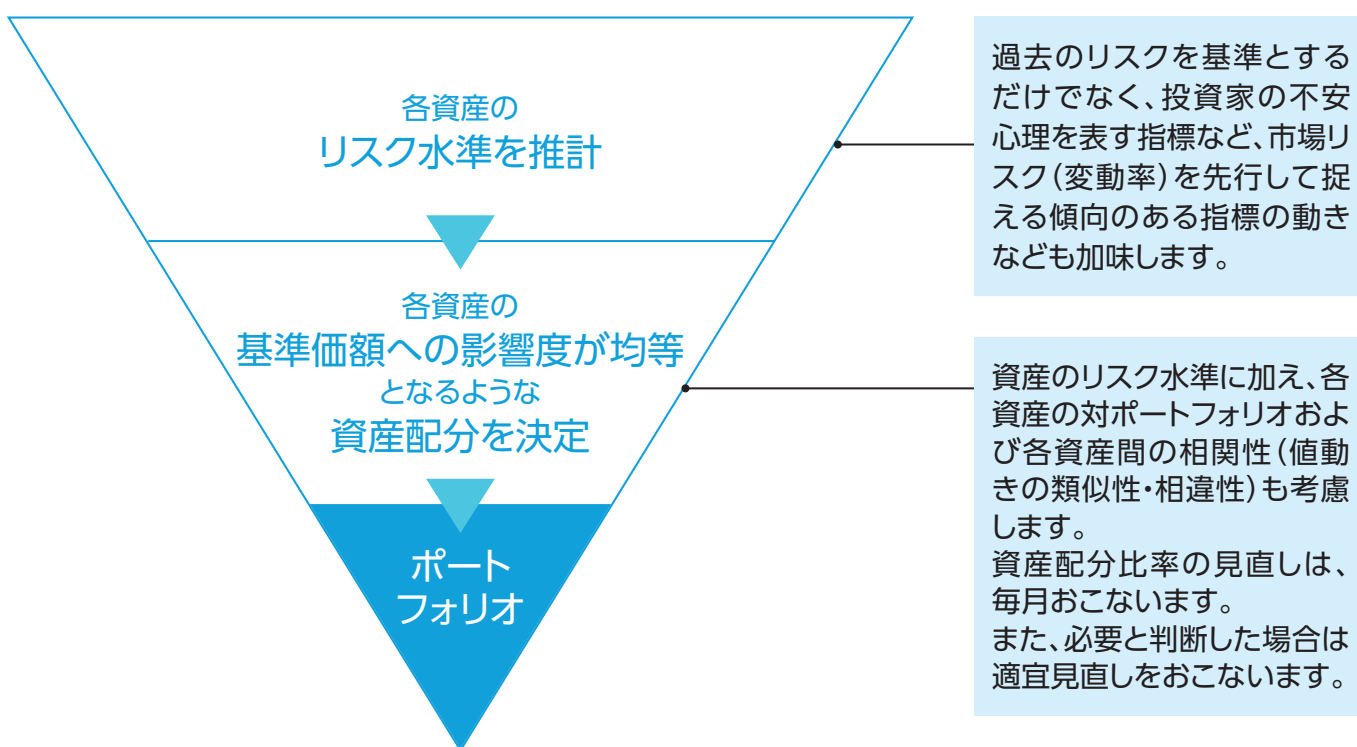 各資産の
リスク水準を推計
各資産の
基準価額への影響度が均等
となるような
資産配分を決定
ポート
フォリオ
過去のリスクを基準とする
だけでなく、投資家の不安
心理を表す指標など、市場リ
スク(変動率)を先行して捉
える傾向のある指標の動き
なども加味します。
資産のリスク水準に加え、各
資産の対ポートフォリオおよ
び各資産間の相関性(値動
きの類似性・相違性)も考慮
します。
資産配分比率の見直しは、
毎月おこないます。
また、必要と判断した場合は
適宜見直しをおこないます。